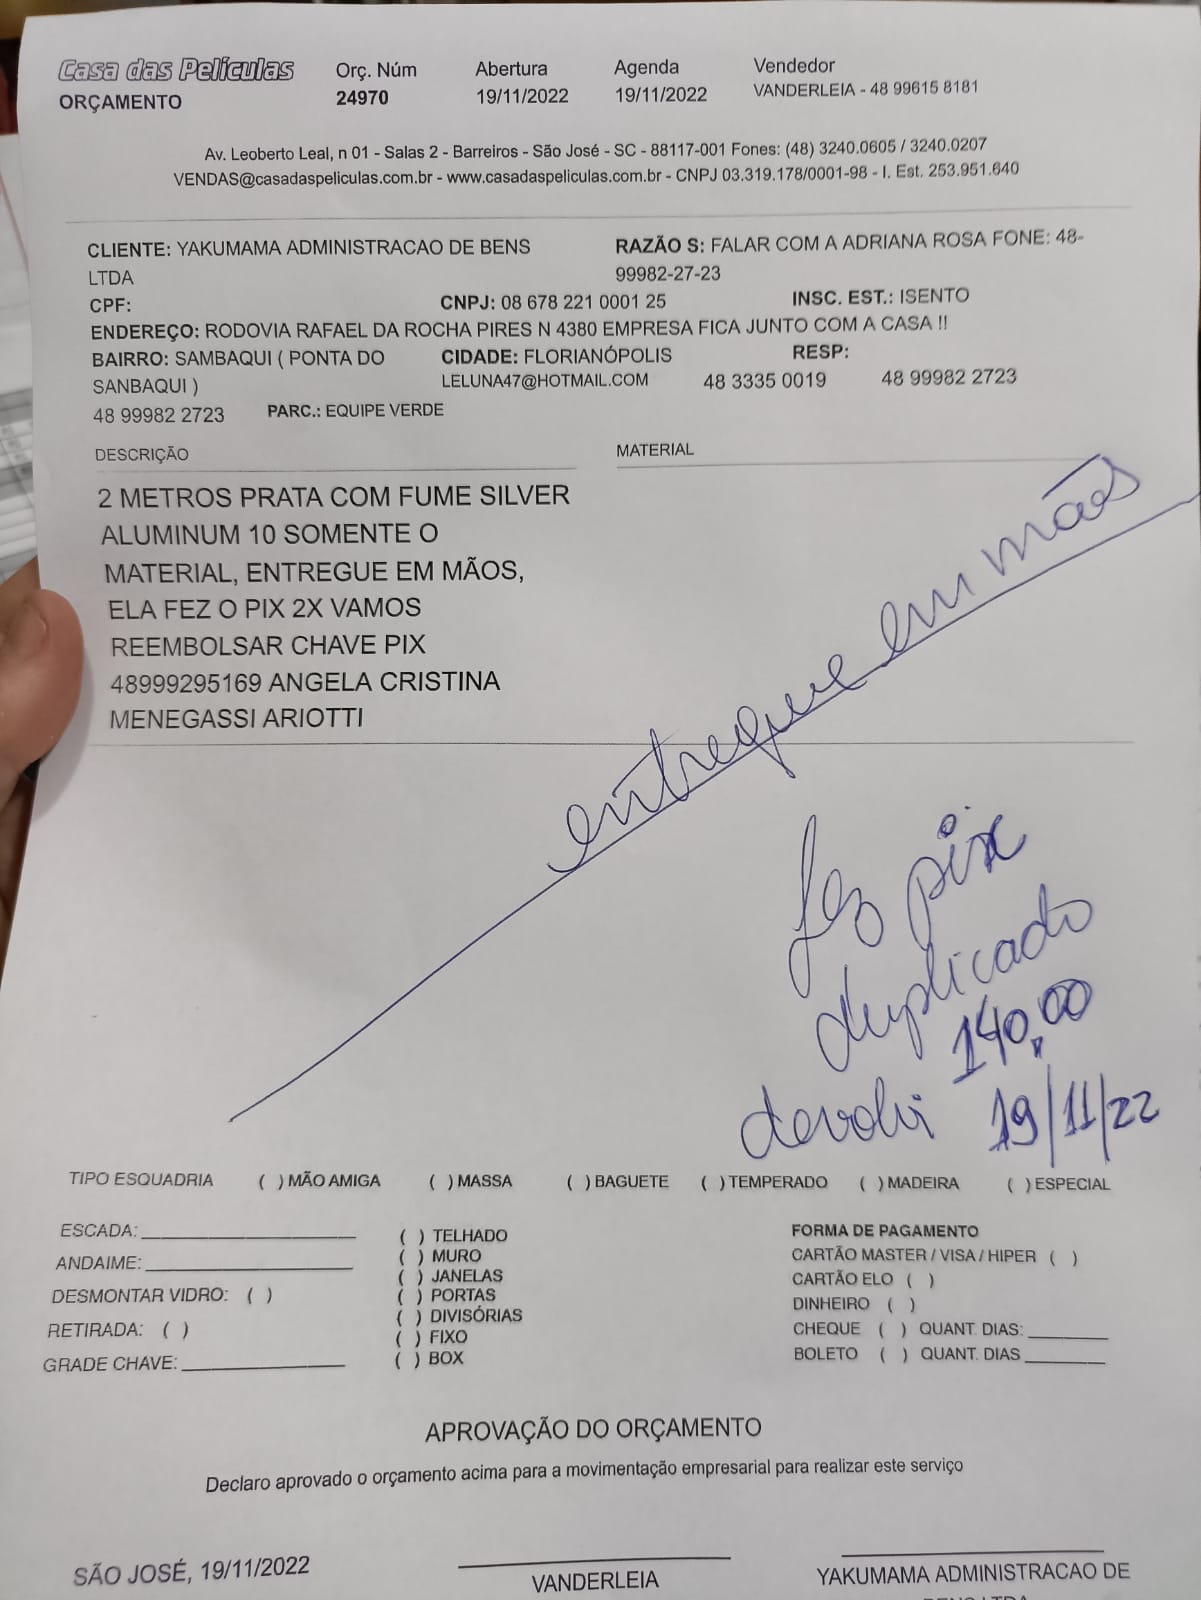 Casa das Películas
ORÇAMENTO
Orç. Núm
24970
Abertura
19/11/2022
Agenda
19/11/2022
Vendedor
VANDERLEIA - 48 99615 8181
Av. Leoberto Leal, n 01 - Salas 2 - Barreiros - São José - SC - 88117-001 Fones: (48) 3240.0605 / 3240.0207
VENDAS@casadaspeliculas.com.br - www.casadaspeliculas.com.br - CNPJ 03.319.178/0001-98 - I. Est. 253.951.640
CLIENTE: YAKUMAMA ADMINISTRACAO DE BENS
LTDA
RAZÃO S: FALAR COM A ADRIANA ROSA FONE: 48-
99982-27-23
CPF:
CNPJ: 08 678 221 0001 25
INSC. EST.: ISENTO
ENDEREÇO: RODOVIA RAFAEL DA ROCHA PIRES N 4380 EMPRESA FICA JUNTO COM A CASA !!
BAIRRO: SAMBAQUI ( PONTA DO
SANBAQUI )
CIDADE: FLORIANÓPOLIS
RESP:
LELUNA47@HOTMAIL.COM
48 3335 0019
48 99982 2723
48 99982 2723
PARC.: EQUIPE VERDE
DESCRIÇÃO
MATERIAL
2 METROS PRATA COM FUME SILVER
ALUMINUM 10 SOMENTE O
MATERIAL, ENTREGUE EM MÃOS,
ELA FEZ O PIX 2X VAMOS
REEMBOLSAR CHAVE PIX
48999295169 ANGELA CRISTINA
MENEGASSI ARIOTTI
entregue em mãos
fez pix
duplicado
140,00
devolvi 19/11/22
TIPO ESQUADRIA ( ) MÃO AMIGA ( ) MASSA ( ) BAGUETE ( ) TEMPERADO ( ) MADEIRA ( ) ESPECIAL
ESCADA:
ANDAIME:
DESMONTAR VIDRO: ( )
RETIRADA: ( )
GRADE CHAVE:
( ) TELHADO
( ) MURO
( ) JANELAS
( ) PORTAS
( ) DIVISÓRIAS
( ) FIXO
( ) BOX
FORMA DE PAGAMENTO
CARTÃO MASTER / VISA / HIPER ( )
CARTÃO ELO ( )
DINHEIRO ( )
CHEQUE ( ) QUANT. DIAS:
BOLETO ( ) QUANT. DIAS
APROVAÇÃO DO ORÇAMENTO
Declaro aprovado o orçamento acima para a movimentação empresarial para realizar este serviço
SÃO JOSÉ, 19/11/2022
VANDERLEIA
YAKUMAMA ADMINISTRACAO DE
BENS LTDA